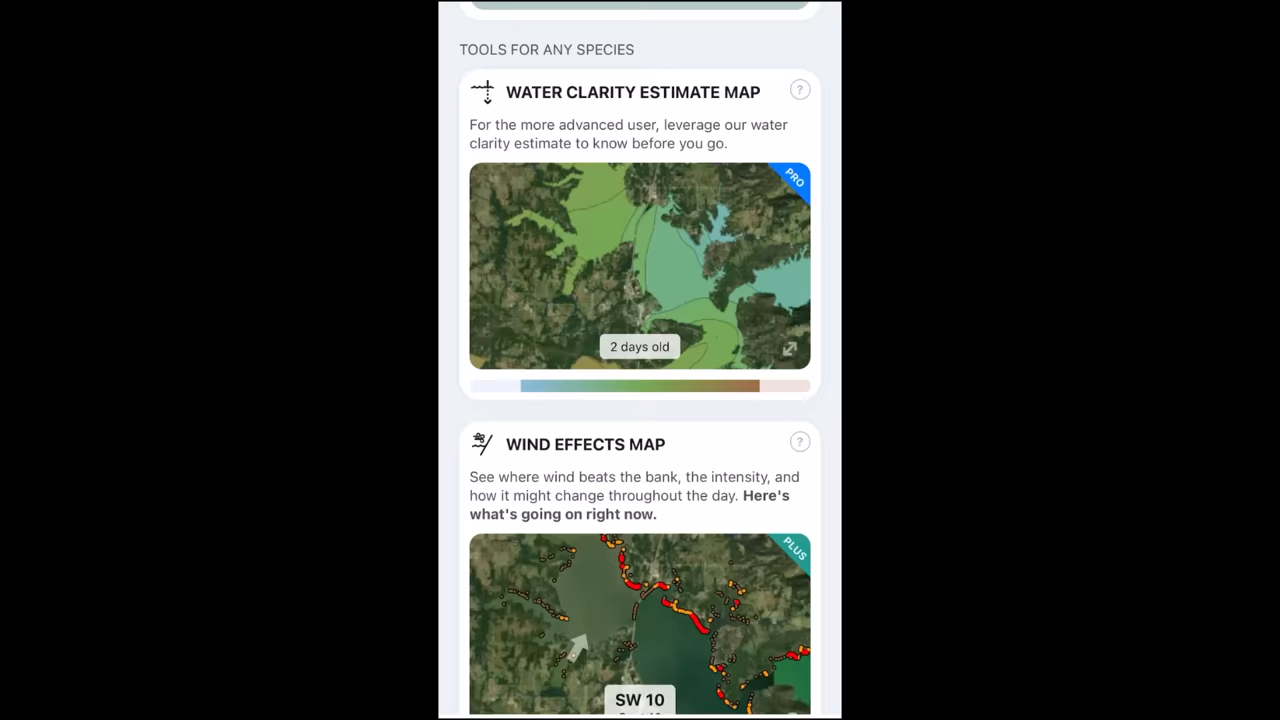 TOOLS FOR ANY SPECIES
WATER CLARITY ESTIMATE MAP
?
For the more advanced user, leverage our water
clarity estimate to know before you go.
PRO
2 days old
WIND EFFECTS MAP
?
See where wind beats the bank, the intensity, and
how it might change throughout the day. Here's
what's going on right now.
PLUS
SW 10